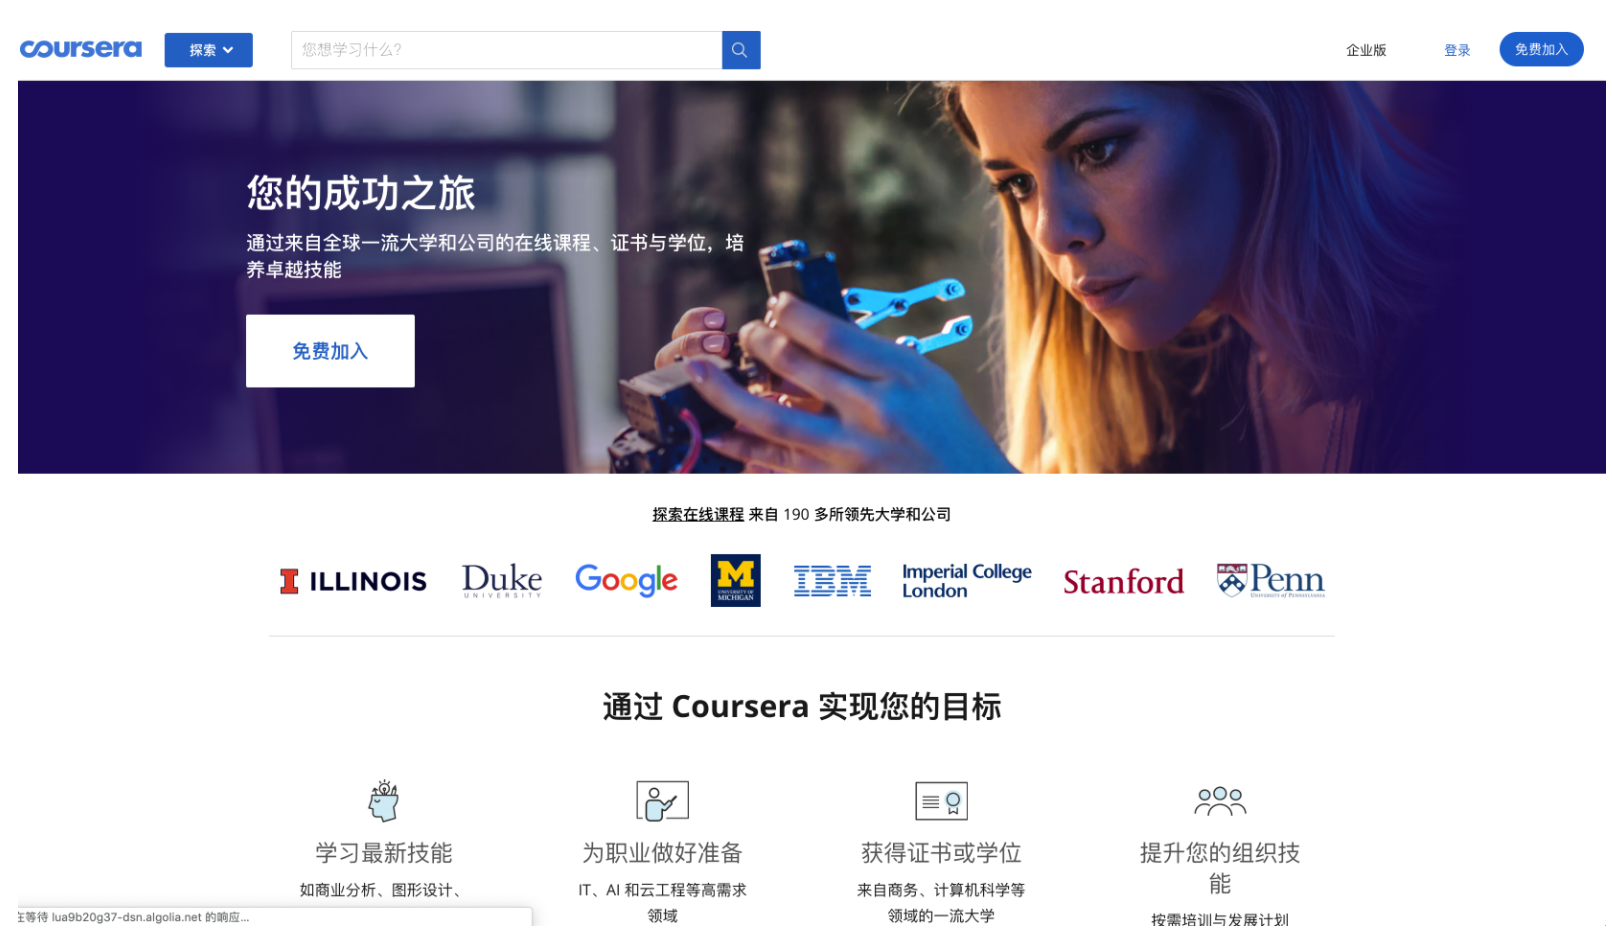 coursera
探索
您想学习什么?
企业版
登录
免费加入
您的成功之旅
通过来自全球一流大学和公司的在线课程、证书与学位，培
养卓越技能
免费加入
探索在线课程 来自 190 多所领先大学和公司
I ILLINOIS
Duke
UNIVERSITY
Google
M
UNIVERSITY OF
MICHIGAN
IBM
Imperial College
London
Stanford
Penn
UNIVERSITY of PENNSYLVANIA
通过 Coursera 实现您的目标
学习最新技能
如商业分析、图形设计、
为职业做好准备
IT、AI 和云工程等高需求
领域
获得证书或学位
来自商务、计算机科学等
领域的一流大学
提升您的组织技
能
按需培训与发展计划
在等待 lua9b20g37-dsn.algolia.net 的响应...